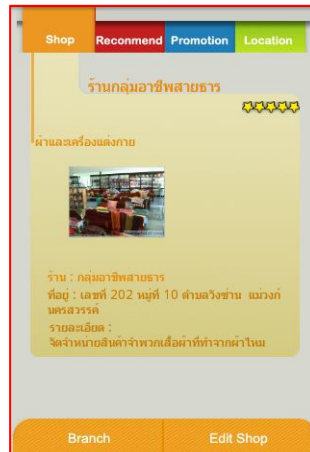 Shop Reconmend Promotion Location
ร้านกลุ่มอาชีพสายธาร
ผ้าและเครื่องแต่งกาย
ร้าน : กลุ่มอาชีพสายธาร
ที่อยู่ : เลขที่ 202 หมู่ที่ 10 ตำบลวังซ่าน แม่วงก์
นครสวรรค์
รายละเอียด :
จัดจำหน่ายสินค้าจำพวกเสื้อผ้าที่ทำจากผ้าไหม
Branch Edit Shop